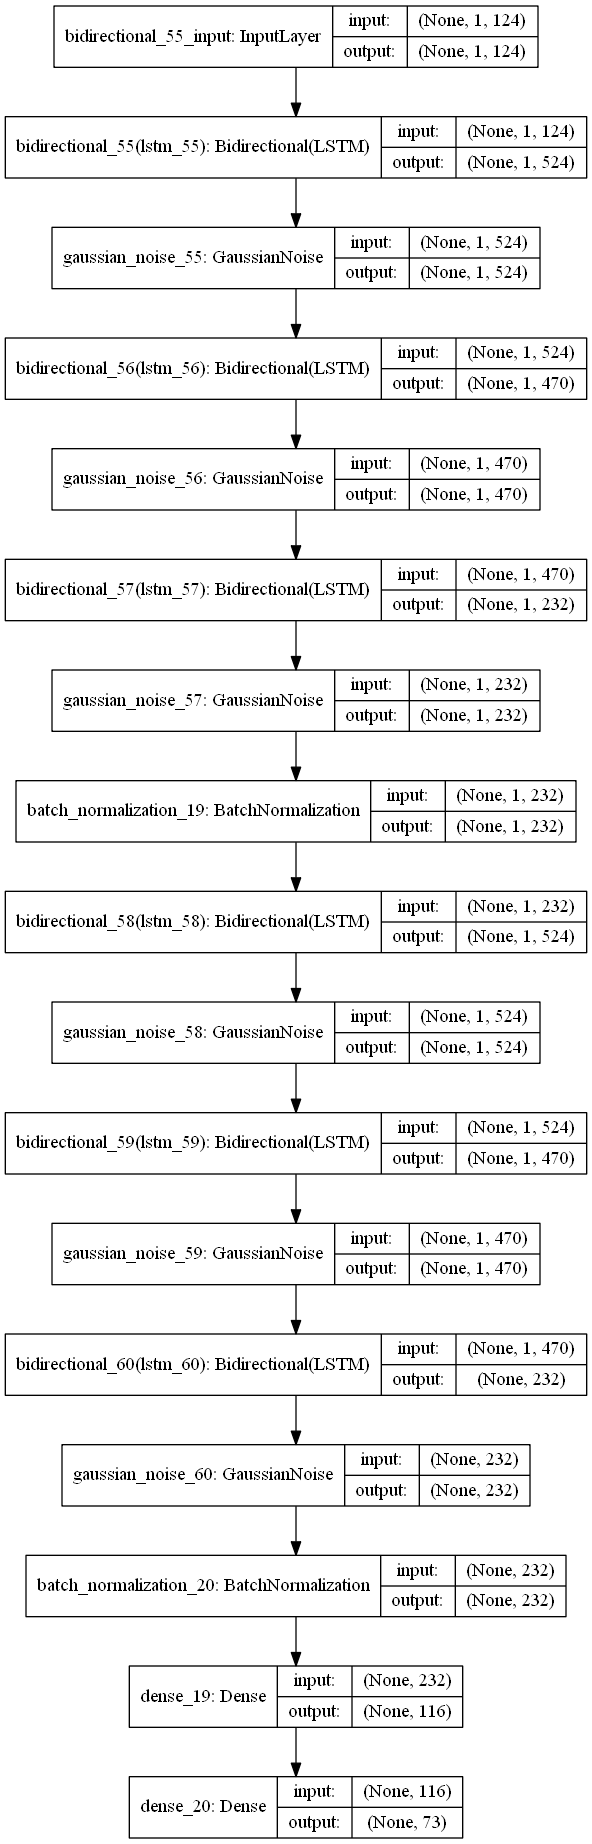 bidirectional_55_input: InputLayer
input: (None, 1, 124)
output: (None, 1, 124)
bidirectional_55(lstm_55): Bidirectional(LSTM)
input: (None, 1, 124)
output: (None, 1, 524)
gaussian_noise_55: GaussianNoise
input: (None, 1, 524)
output: (None, 1, 524)
bidirectional_56(lstm_56): Bidirectional(LSTM)
input: (None, 1, 524)
output: (None, 1, 470)
gaussian_noise_56: GaussianNoise
input: (None, 1, 470)
output: (None, 1, 470)
bidirectional_57(lstm_57): Bidirectional(LSTM)
input: (None, 1, 470)
output: (None, 1, 232)
gaussian_noise_57: GaussianNoise
input: (None, 1, 232)
output: (None, 1, 232)
batch_normalization_19: BatchNormalization
input: (None, 1, 232)
output: (None, 1, 232)
bidirectional_58(lstm_58): Bidirectional(LSTM)
input: (None, 1, 232)
output: (None, 1, 524)
gaussian_noise_58: GaussianNoise
input: (None, 1, 524)
output: (None, 1, 524)
bidirectional_59(lstm_59): Bidirectional(LSTM)
input: (None, 1, 524)
output: (None, 1, 470)
gaussian_noise_59: GaussianNoise
input: (None, 1, 470)
output: (None, 1, 470)
bidirectional_60(lstm_60): Bidirectional(LSTM)
input: (None, 1, 470)
output: (None, 232)
gaussian_noise_60: GaussianNoise
input: (None, 232)
output: (None, 232)
batch_normalization_20: BatchNormalization
input: (None, 232)
output: (None, 232)
dense_19: Dense
input: (None, 232)
output: (None, 116)
dense_20: Dense
input: (None, 116)
output: (None, 73)